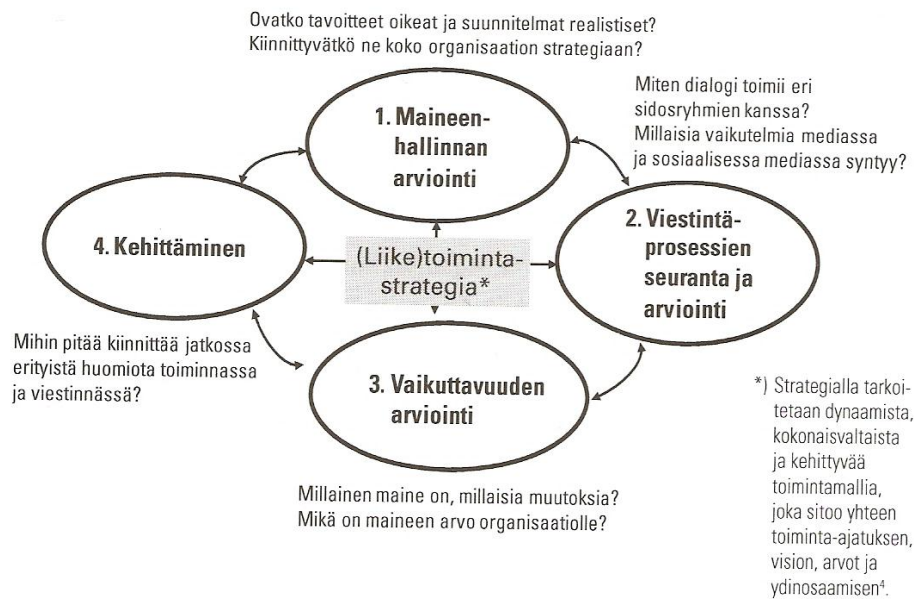 Ovatko tavoitteet oikeat ja suunnitelmat realistiset?
Kiinnittyvätkö ne koko organisaation strategiaan?
Miten dialogi toimii eri
sidosryhmien kanssa?
Millaisia vaikutelmia mediassa
ja sosiaalisessa mediassa syntyy?
1. Maineen-
hallinnan
arviointi
2. Viestintä-
prosessien
seuranta ja
arviointi
4. Kehittäminen
(Liike)toiminta-
strategia*
Mihin pitää kiinnittää jatkossa
erityistä huomiota toiminnassa
ja viestinnässä?
3. Vaikuttavuuden
arviointi
Millainen maine on, millaisia muutoksia?
Mikä on maineen arvo organisaatiolle?
*) Strategialla tarkoi-
tetaan dynaamista,
kokonaisvaltaista
ja kehittyvää
toimintamallia,
joka sitoo yhteen
toiminta-ajatuksen,
vision, arvot ja
ydinosaamisen⁴.